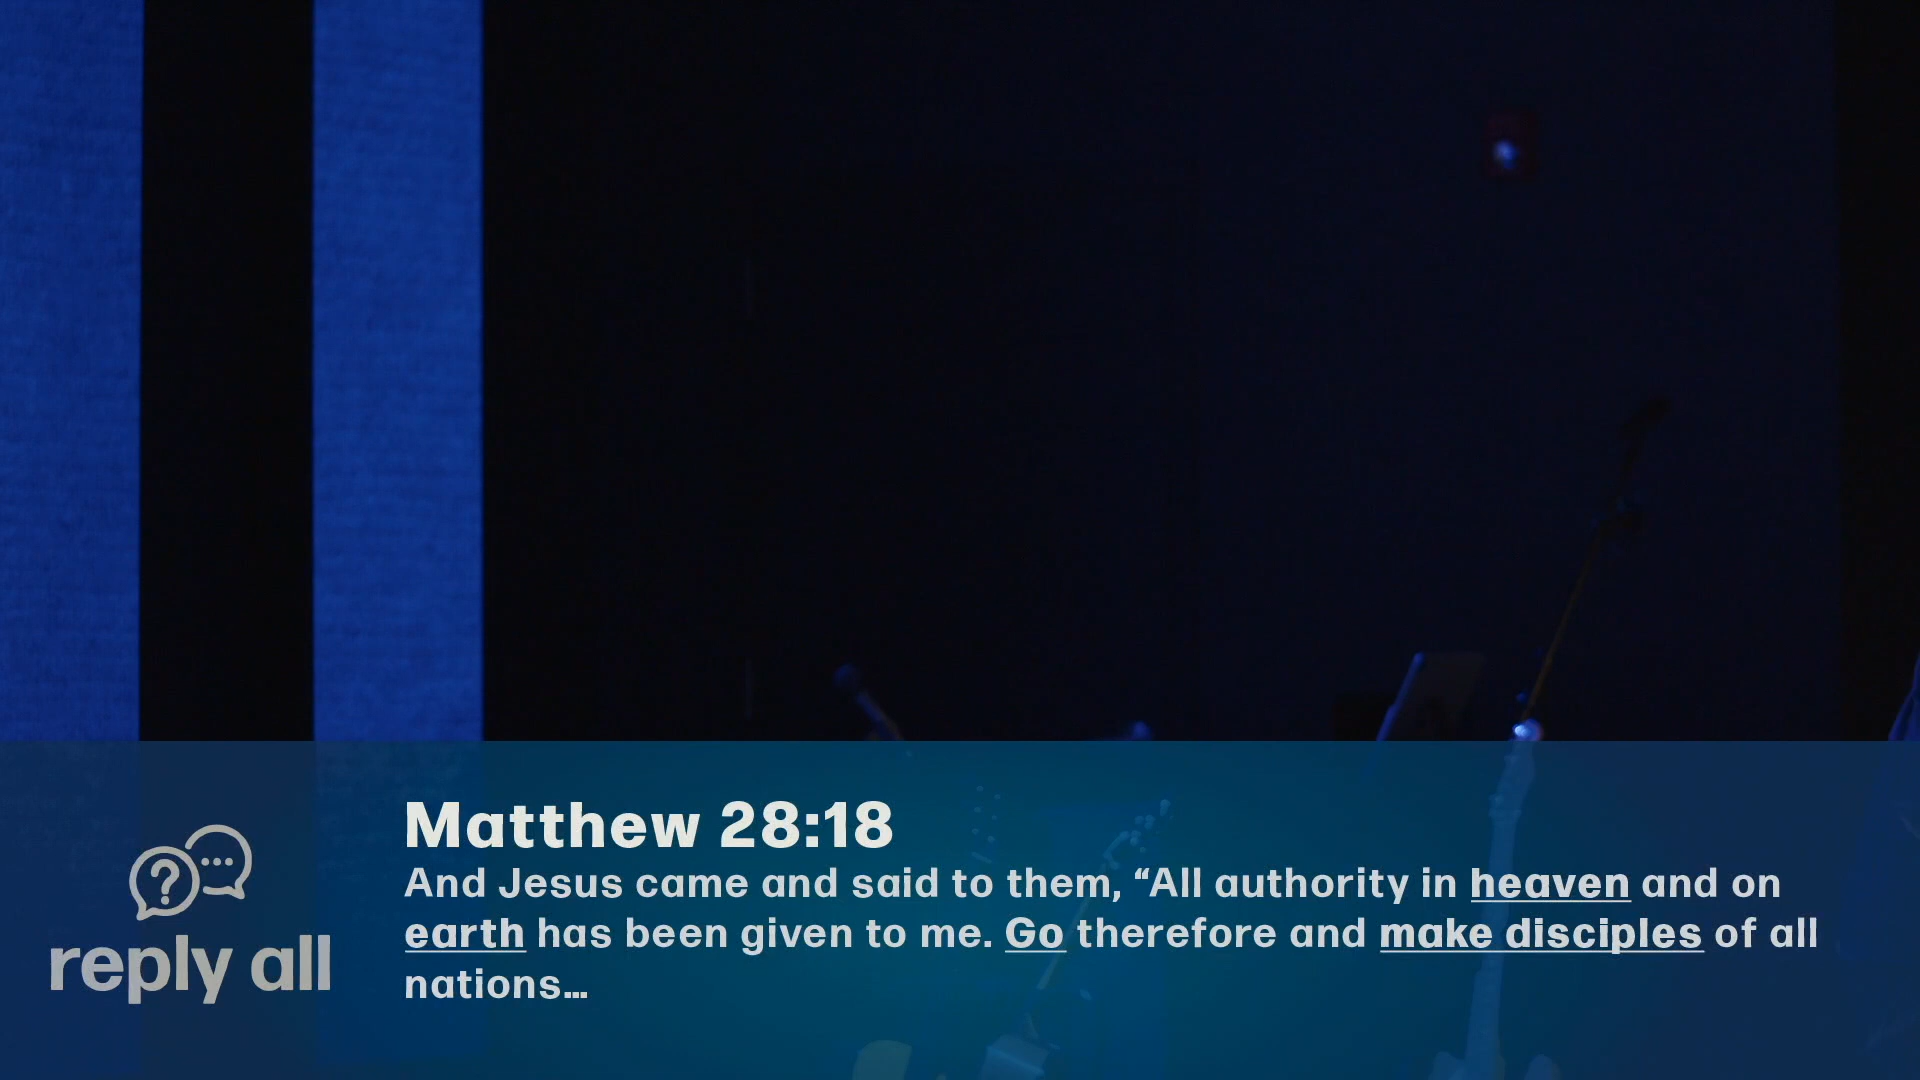 Matthew 28:18
And Jesus came and said to them, “All authority in heaven and on
earth has been given to me. Go therefore and make disciples of all
nations…
?
reply all